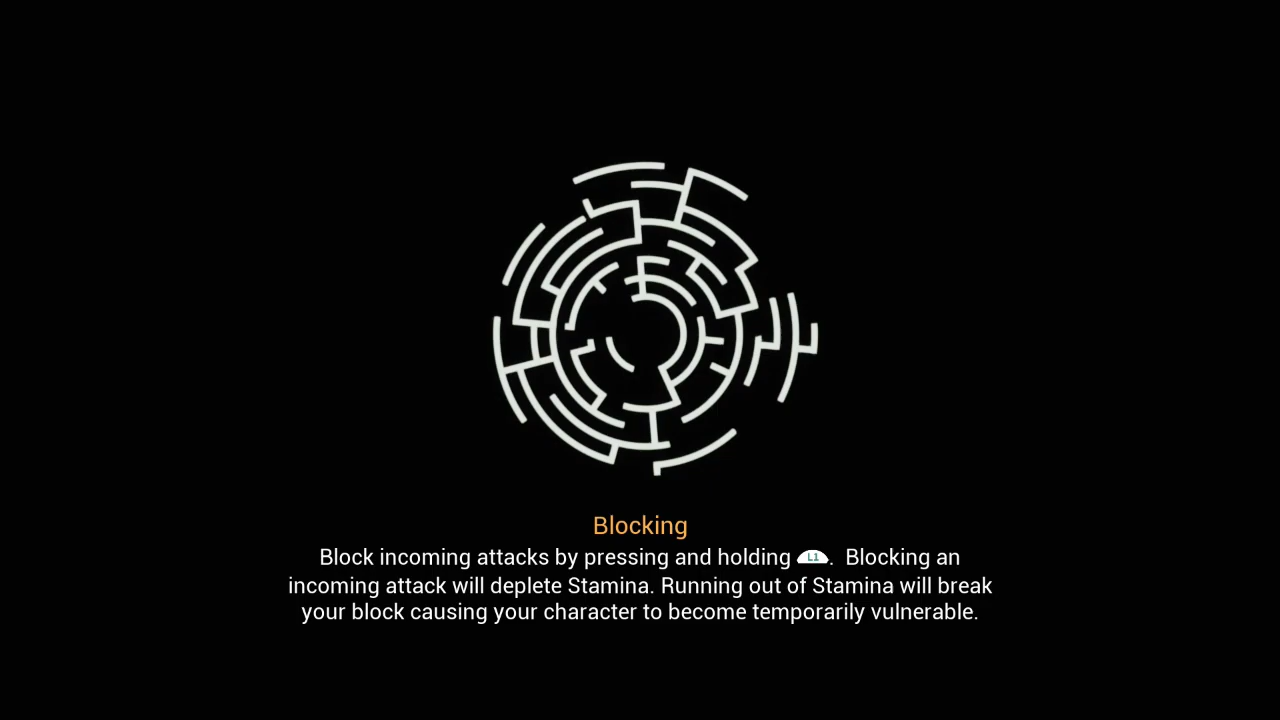 Blocking
Block incoming attacks by pressing and holding L1.  Blocking an
incoming attack will deplete Stamina. Running out of Stamina will break
your block causing your character to become temporarily vulnerable.